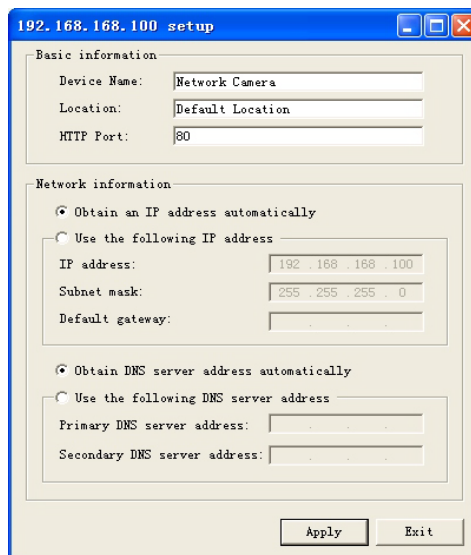 192.168.168.100 setup
Basic information
Device Name: Network Camera
Location: Default Location
HTTP Port: 80
Network information
Obtain an IP address automatically
Use the following IP address
IP address: 192 .168 .168 .100
Subnet mask: 255 .255 .255 . 0
Default gateway: . . .
Obtain DNS server address automatically
Use the following DNS server address
Primary DNS server address: . . .
Secondary DNS server address: . . .
Apply Exit